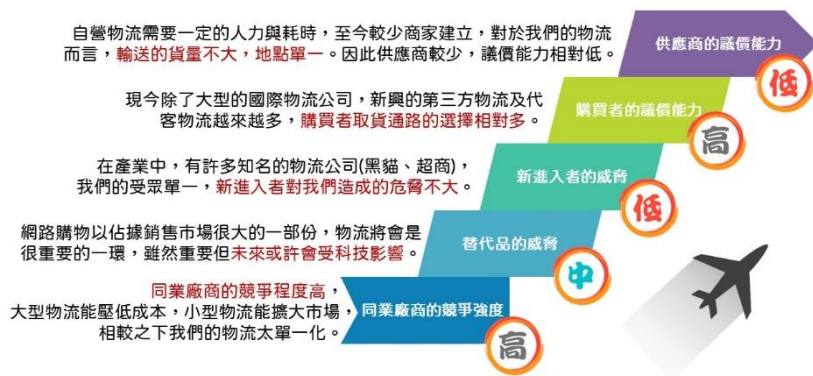 自營物流需要一定的人力與耗時，至今較少商家建立，對於我們的物流
而言，輸送的貨量不大，地點單一。因此供應商較少，議價能力相對低。
供應商的議價能力
低
現今除了大型的國際物流公司，新興的第三方物流及代
客物流越來越多，購買者取貨通路的選擇相對多。
購買者的議價能力
高
在產業中，有許多知名的物流公司(黑貓、超商)，
我們的受眾單一，新進入者對我們造成的危脅不大。
新進入者的威脅
低
網路購物以佔據銷售市場很大的一部份，物流將會是
很重要的一環，雖然重要但未來或許會受科技影響。
替代品的威脅
中
同業廠商的競爭程度高，
大型物流能壓低成本，小型物流能擴大市場，
相較之下我們的物流太單一化。
同業廠商的競爭強度
高